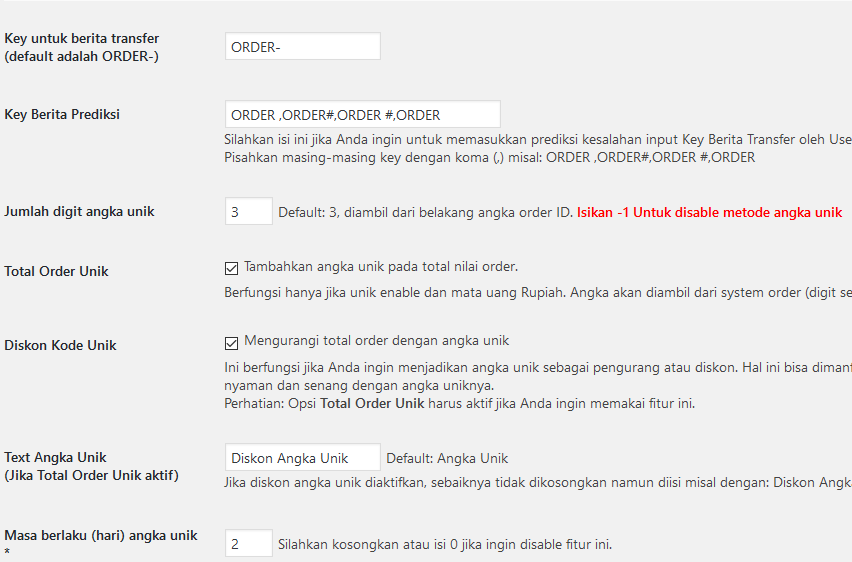 Key untuk berita transfer
(default adalah ORDER-)
ORDER-
Key Berita Prediksi
ORDER ,ORDER#,ORDER #,ORDER
Silahkan isi ini jika Anda ingin untuk memasukkan prediksi kesalahan input Key Berita Transfer oleh Use
Pisahkan masing-masing key dengan koma (,) misal: ORDER ,ORDER#,ORDER #,ORDER
Jumlah digit angka unik
3 Default: 3, diambil dari belakang angka order ID. Isikan -1 Untuk disable metode angka unik
Total Order Unik
Tambahkan angka unik pada total nilai order.
Berfungsi hanya jika unik enable dan mata uang Rupiah. Angka akan diambil dari system order (digit se
Diskon Kode Unik
Mengurangi total order dengan angka unik
Ini berfungsi jika Anda ingin menjadikan angka unik sebagai pengurang atau diskon. Hal ini bisa dimanf
nyaman dan senang dengan angka uniknya.
Perhatian: Opsi Total Order Unik harus aktif jika Anda ingin memakai fitur ini.
Text Angka Unik
(Jika Total Order Unik aktif)
Diskon Angka Unik Default: Angka Unik
Jika diskon angka unik diaktifkan, sebaiknya tidak dikosongkan namun diisi misal dengan: Diskon Angk
Masa berlaku (hari) angka unik
*
2 Silahkan kosongkan atau isi 0 jika ingin disable fitur ini.